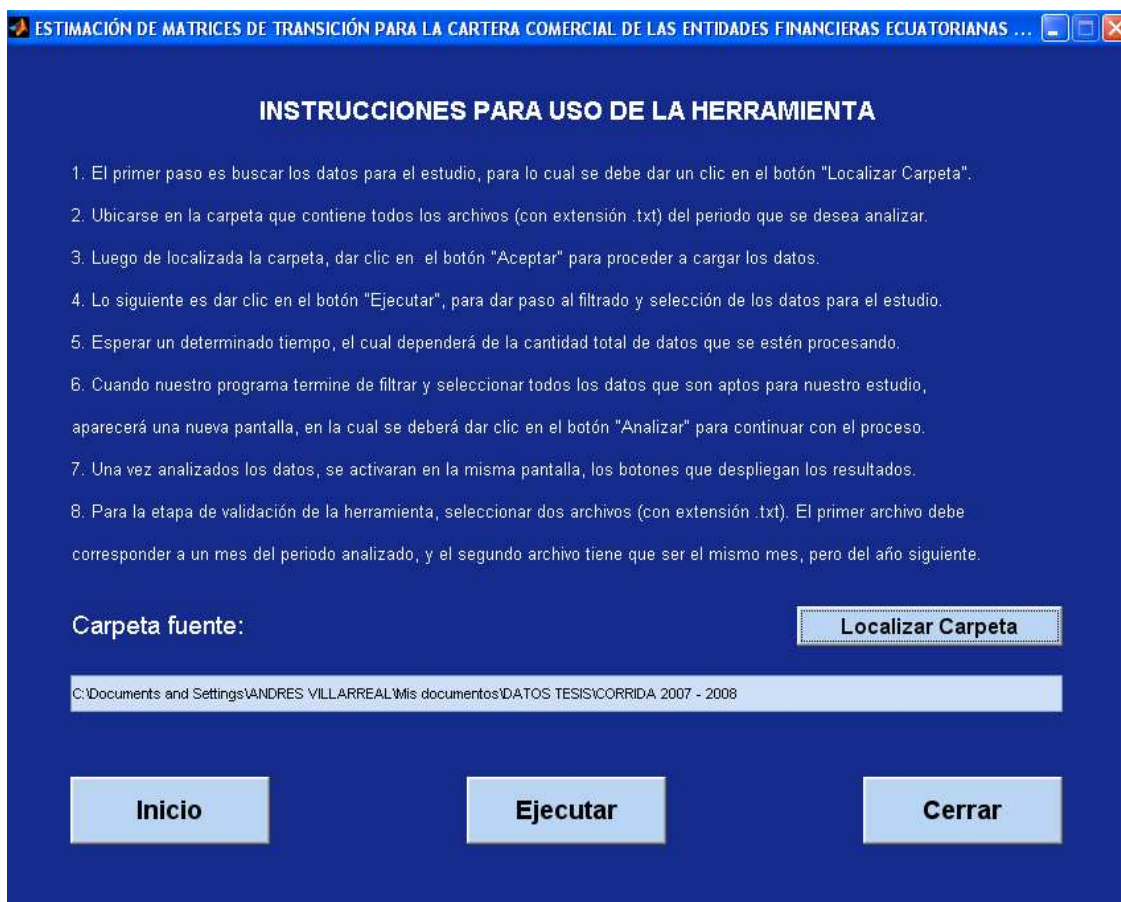 ESTIMACIÓN DE MATRICES DE TRANSICIÓN PARA LA CARTERA COMERCIAL DE LAS ENTIDADES FINANCIERAS ECUATORIANAS ...
INSTRUCCIONES PARA USO DE LA HERRAMIENTA
1. El primer paso es buscar los datos para el estudio, para lo cual se debe dar un clic en el botón "Localizar Carpeta".
2. Ubicarse en la carpeta que contiene todos los archivos (con extensión .txt) del periodo que se desea analizar.
3. Luego de localizada la carpeta, dar clic en el botón "Aceptar" para proceder a cargar los datos.
4. Lo siguiente es dar clic en el botón "Ejecutar", para dar paso al filtrado y selección de los datos para el estudio.
5. Esperar un determinado tiempo, el cual dependerá de la cantidad total de datos que se estén procesando.
6. Cuando nuestro programa termine de filtrar y seleccionar todos los datos que son aptos para nuestro estudio,
aparecerá una nueva pantalla, en la cual se deberá dar clic en el botón "Analizar" para continuar con el proceso.
7. Una vez analizados los datos, se activaran en la misma pantalla, los botones que despliegan los resultados.
8. Para la etapa de validación de la herramienta, seleccionar dos archivos (con extensión .txt). El primer archivo debe
corresponder a un mes del periodo analizado, y el segundo archivo tiene que ser el mismo mes, pero del año siguiente.
Carpeta fuente:
Localizar Carpeta
C:\Documents and Settings\ANDRES VILLARREAL\Mis documentos\DATOS TESIS\CORRIDA 2007 - 2008
Inicio
Ejecutar
Cerrar